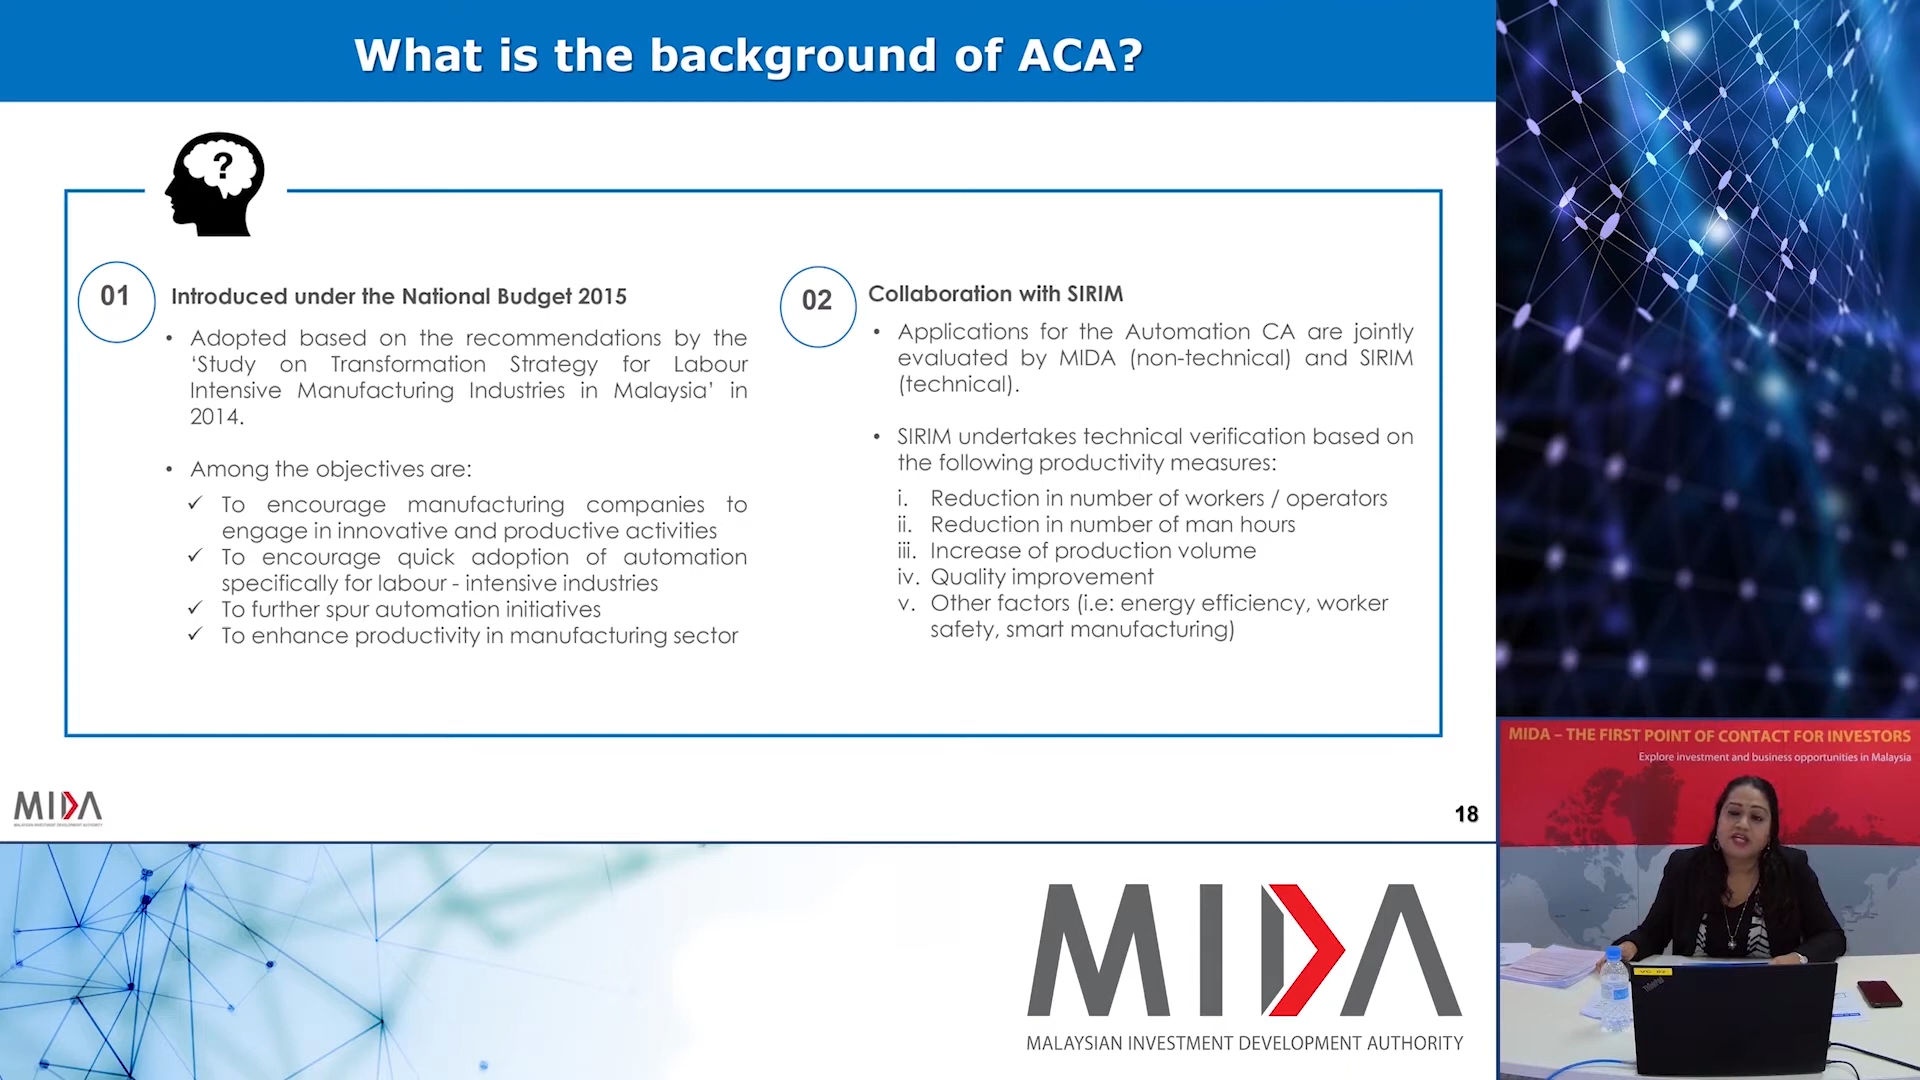 What is the background of ACA?
?
01
Introduced under the National Budget 2015
• Adopted based on the recommendations by the
‘Study on Transformation Strategy for Labour
Intensive Manufacturing Industries in Malaysia’ in
2014.
• Among the objectives are:
✓ To encourage manufacturing companies to
engage in innovative and productive activities
✓ To encourage quick adoption of automation
specifically for labour - intensive industries
✓ To further spur automation initiatives
✓ To enhance productivity in manufacturing sector
02
Collaboration with SIRIM
• Applications for the Automation CA are jointly
evaluated by MIDA (non-technical) and SIRIM
(technical).
• SIRIM undertakes technical verification based on
the following productivity measures:
i. Reduction in number of workers / operators
ii. Reduction in number of man hours
iii. Increase of production volume
iv. Quality improvement
v. Other factors (i.e: energy efficiency, worker
safety, smart manufacturing)
MIDA
MALAYSIAN INVESTMENT DEVELOPMENT AUTHORITY
18
MIDA
MALAYSIAN INVESTMENT DEVELOPMENT AUTHORITY
MIDA – THE FIRST POINT OF CONTACT FOR INVESTORS
Explore investment and business opportunities in Malaysia
ThinkPad